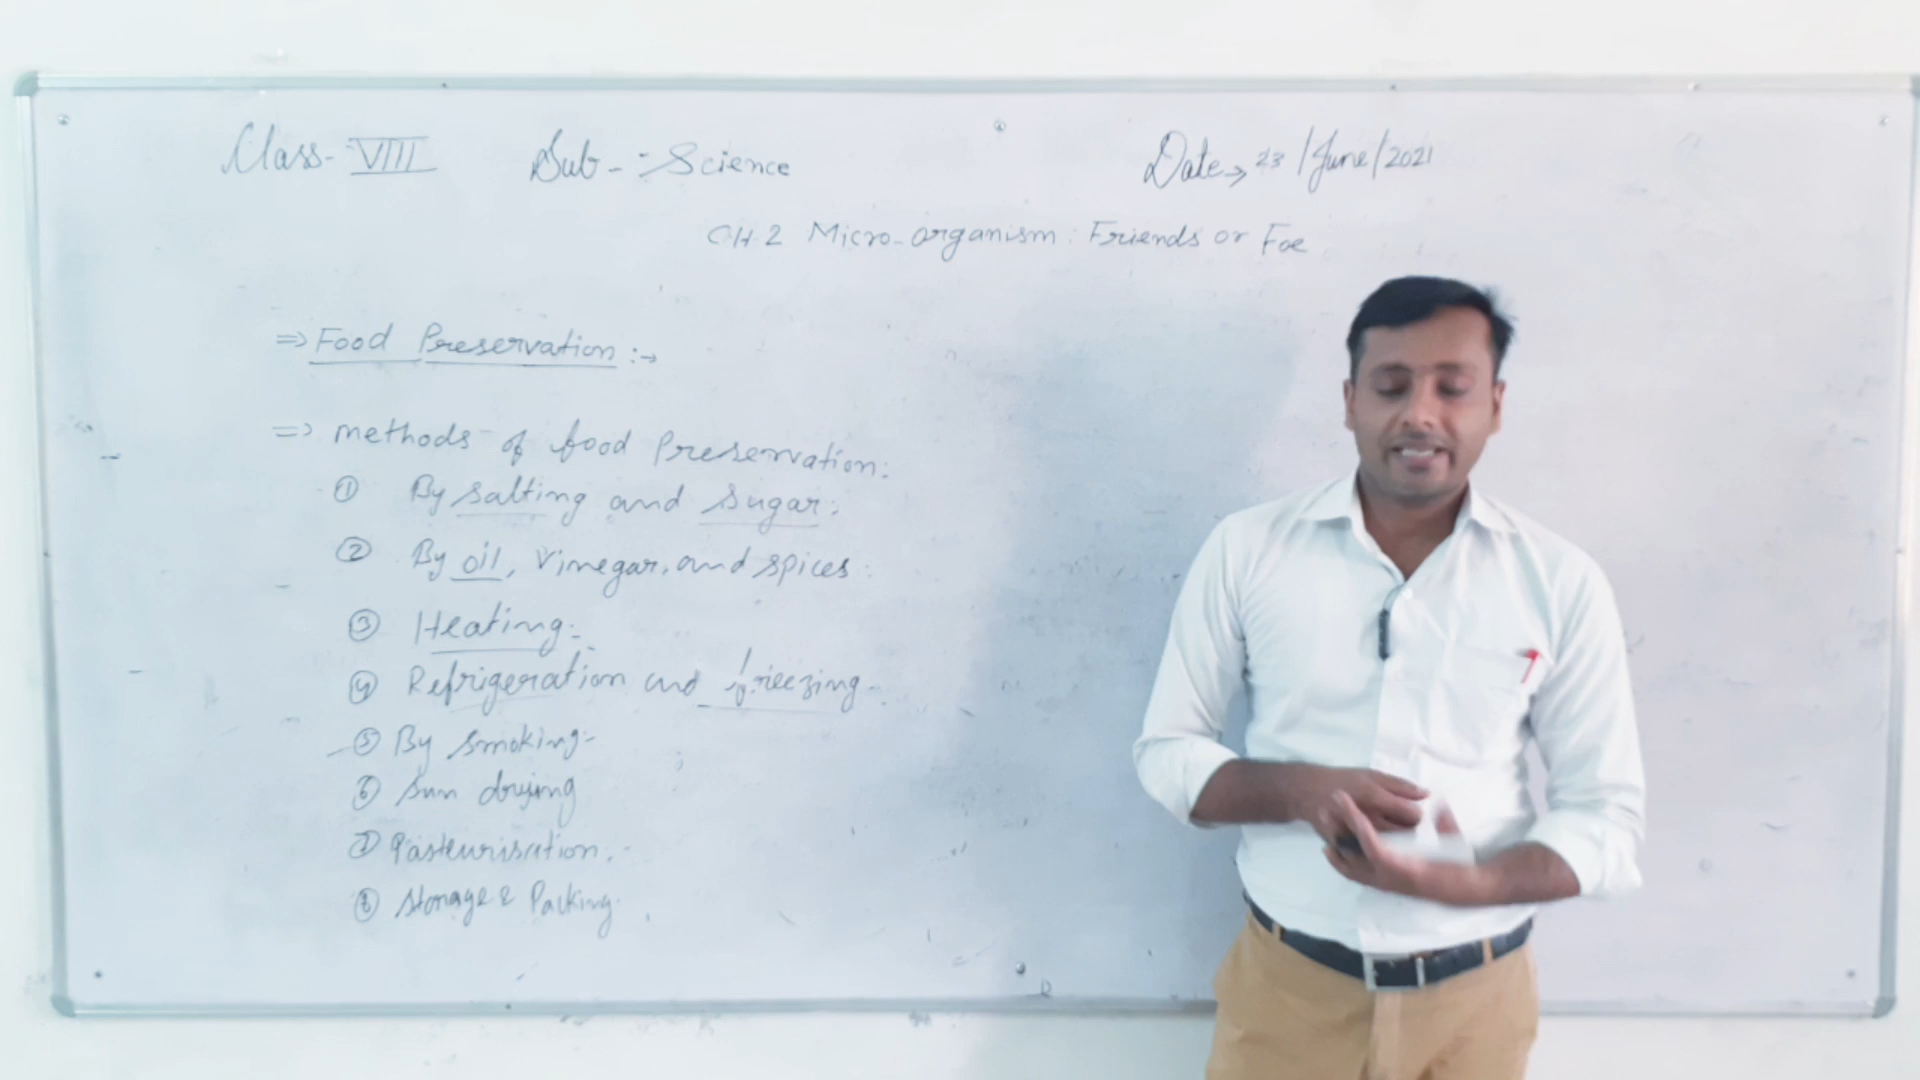 Class- VIII Sub-:- Science Date→ 23/June/2021
CH.2 Micro-organism: Friends or Foe
⇒ Food Preservation :→
⇒ methods of food Preservation:
① By salting and sugar.
② By oil, Vinegar, and spices
③ Heating:-
④ Refrigeration and freezing-
⑤ By smoking-
⑥ Sun drying
⑦ Pasteurisation.
⑧ Storage & Packing.